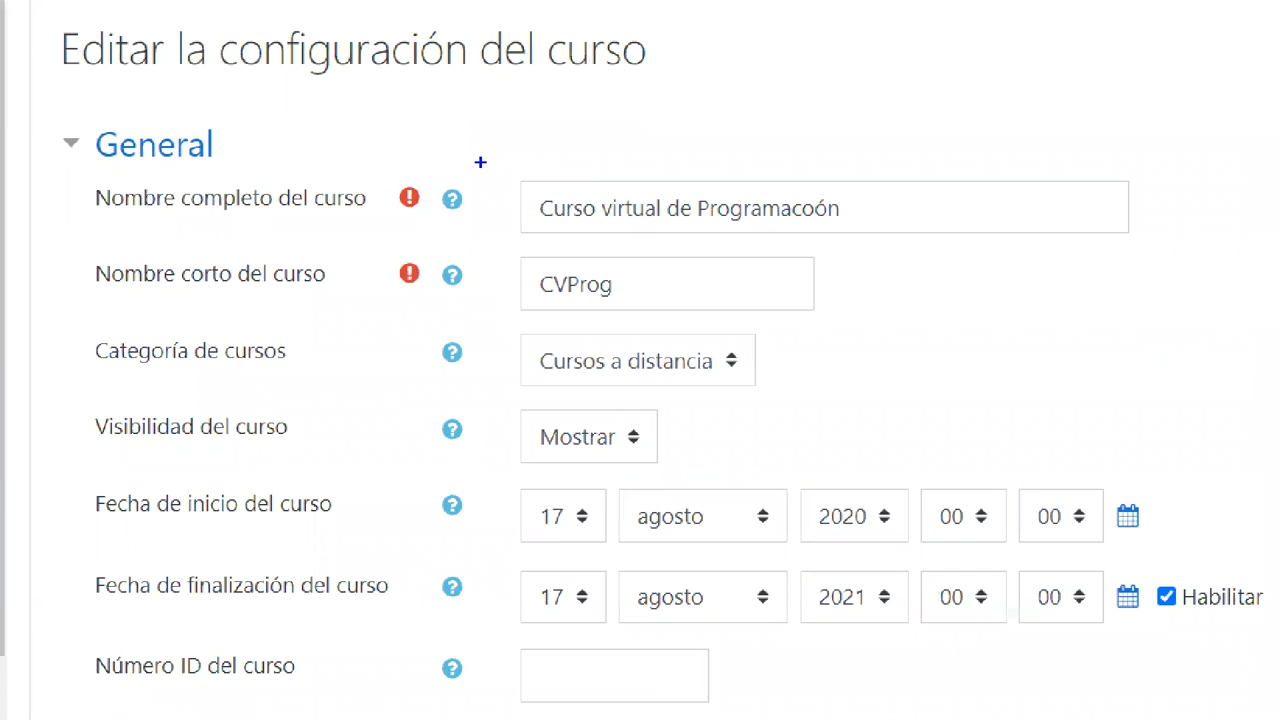 Editar la configuración del curso
General
Nombre completo del curso Curso virtual de Programacoón
Nombre corto del curso CVProg
Categoría de cursos Cursos a distancia
Visibilidad del curso Mostrar
Fecha de inicio del curso 17 agosto 2020 00 00
Fecha de finalización del curso 17 agosto 2021 00 00 Habilitar
Número ID del curso